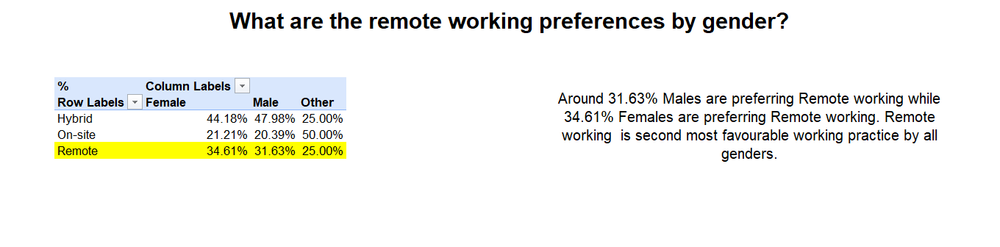 What are the remote working preferences by gender?
% Column Labels
Row Labels Female Male Other
Hybrid 44.18% 47.98% 25.00%
On-site 21.21% 20.39% 50.00%
Remote 34.61% 31.63% 25.00%
Around 31.63% Males are preferring Remote working while
34.61% Females are preferring Remote working. Remote
working  is second most favourable working practice by all
genders.